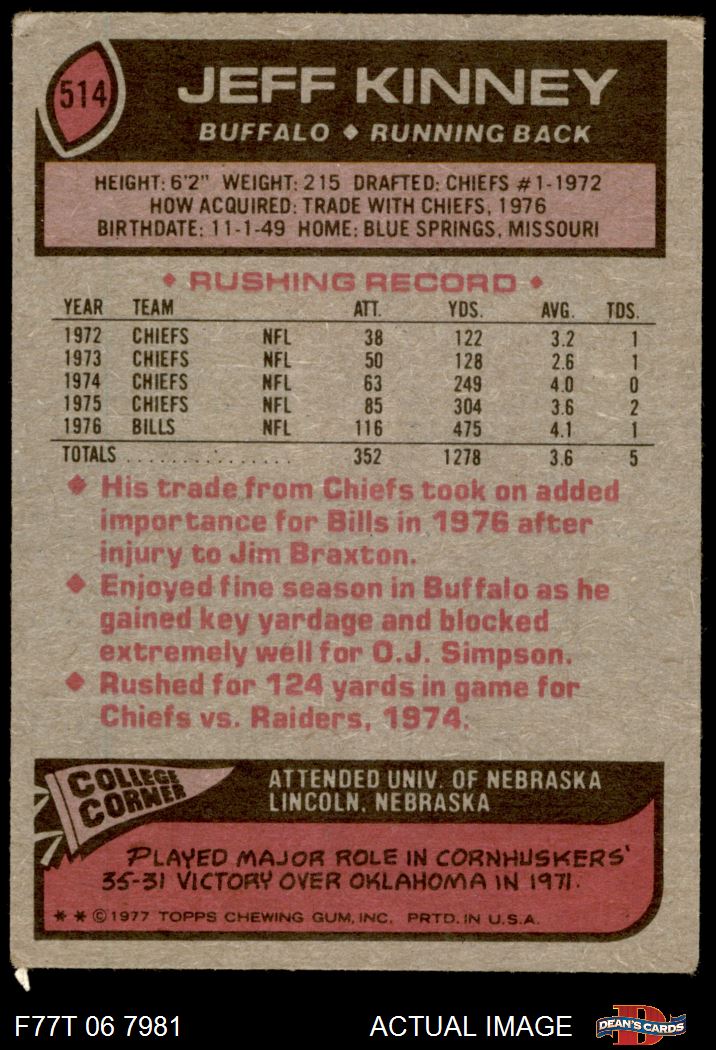 514
JEFF KINNEY
BUFFALO ♦ RUNNING BACK
HEIGHT: 6'2" WEIGHT: 215 DRAFTED: CHIEFS #1-1972
HOW ACQUIRED: TRADE WITH CHIEFS, 1976
BIRTHDATE: 11-1-49 HOME: BLUE SPRINGS, MISSOURI
♦ RUSHING RECORD ♦
YEAR TEAM ATT. YDS. AVG. TDS.
1972 CHIEFS NFL 38 122 3.2 1
1973 CHIEFS NFL 50 128 2.6 1
1974 CHIEFS NFL 63 249 4.0 0
1975 CHIEFS NFL 85 304 3.6 2
1976 BILLS NFL 116 475 4.1 1
TOTALS . . . . . . . . . . . . . . . 352 1278 3.6 5
♦ His trade from Chiefs took on added
importance for Bills in 1976 after
injury to Jim Braxton.
♦ Enjoyed fine season in Buffalo as he
gained key yardage and blocked
extremely well for O.J. Simpson.
♦ Rushed for 124 yards in game for
Chiefs vs. Raiders, 1974.
COLLEGE
CORNER
ATTENDED UNIV. OF NEBRASKA
LINCOLN, NEBRASKA
PLAYED MAJOR ROLE IN CORNHUSKERS'
35-31 VICTORY OVER OKLAHOMA IN 1971.
* * © 1977 TOPPS CHEWING GUM, INC. PRTD. IN U.S.A.
F77T 06 7981
ACTUAL IMAGE
D
DEAN'S CARDS